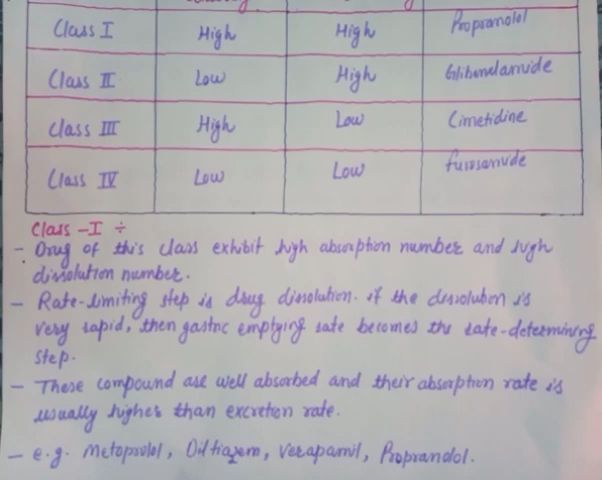 Class I High High Propranolol
Class II Low High Glibenclamude
Class III High Low Cimetidine
Class IV Low Low furosamide
Class -I ÷
- Drug of this class exhibit high absorption number and high
dissolution number.
- Rate-limiting step is drug dissolution. if the dissolution is
very rapid, then gastric emptying rate becomes the rate-determining
step.
- These compound are well absorbed and their absorption rate is
usually higher than excretion rate.
- e.g. Metoprolol, Diltiazem, Verapamil, Propranolol.